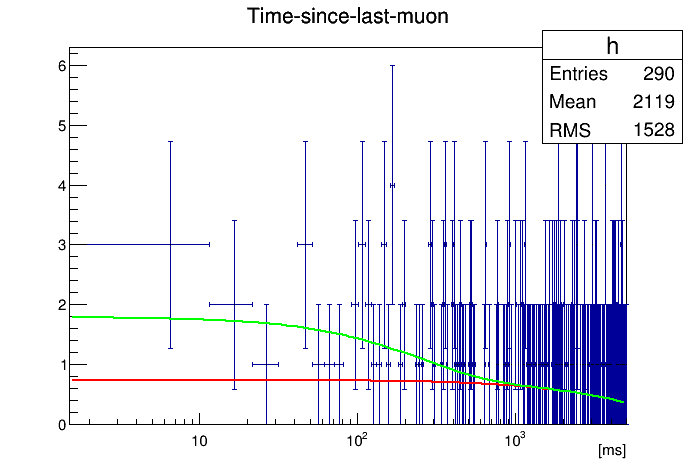 Time-since-last-muon
h
Entries 290
Mean 2119
RMS 1528
6
5
4
3
2
1
0
10
10²
10³
[ms]